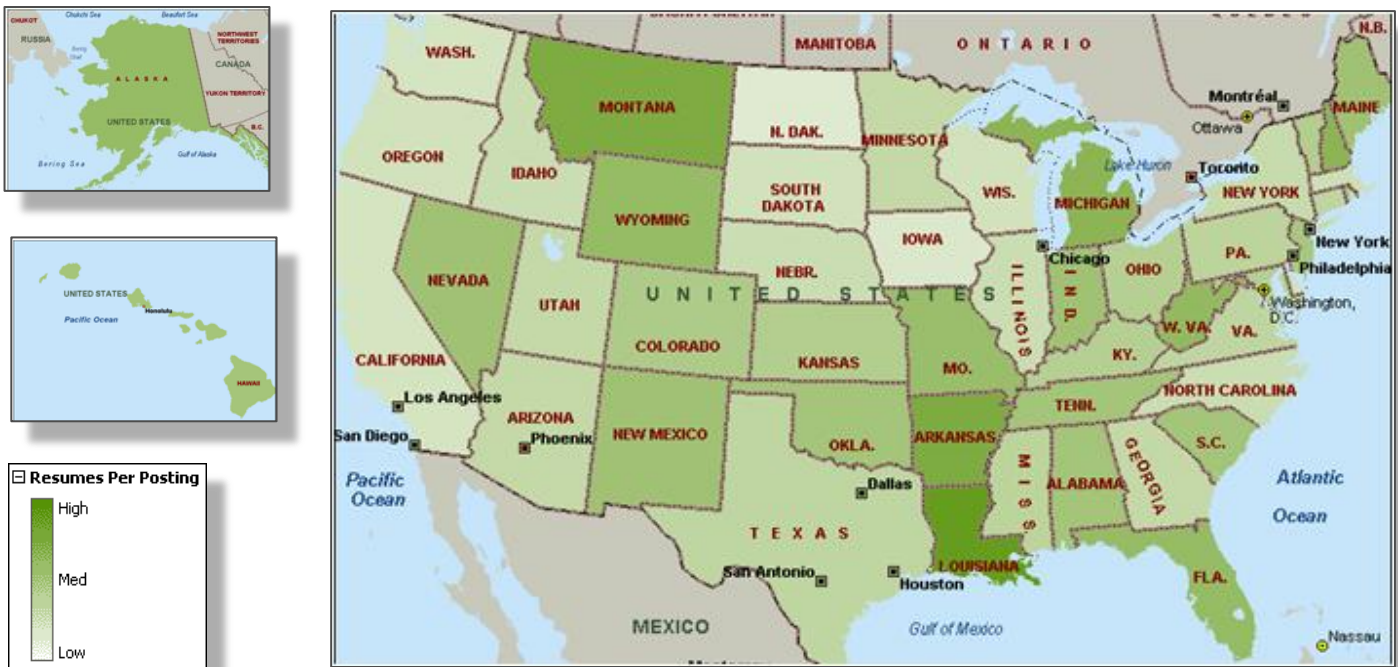 CHUKOT
Chukchi Sea
Beaufort Sea
RUSSIA
NORTHWEST
TERRITORIES
CANADA
ALASKA
YUKON TERRITORY
UNITED STATES
B.C.
Bering Sea
Gulf of Alaska
UNITED STATES
Honolulu
Pacific Ocean
HAWAII
Resumes Per Posting
High
Med
Low
MANITOBA
ONTARIO
N.B.
WASH.
MONTANA
N. DAK.
MINNESOTA
Montréal
Ottawa
MAINE
OREGON
IDAHO
SOUTH
DAKOTA
WIS.
Lake Huron
Toronto
MICHIGAN
NEW YORK
WYOMING
IOWA
New York
Chicago
PA.
Philadelphia
NEVADA
NEBR.
OHIO
UTAH
UNITED STATES
ILLINOIS
IND.
Washington,
D.C.
W. VA.
VA.
COLORADO
KANSAS
MO.
KY.
CALIFORNIA
NORTH CAROLINA
Los Angeles
ARIZONA
TENN.
San Diego
Phoenix
NEW MEXICO
OKLA.
ARKANSAS
S.C.
Pacific
Ocean
Dallas
MISS.
ALABAMA
GEORGIA
Atlantic
Ocean
TEXAS
San Antonio
Houston
LOUISIANA
FLA.
MEXICO
Gulf of Mexico
Nassau